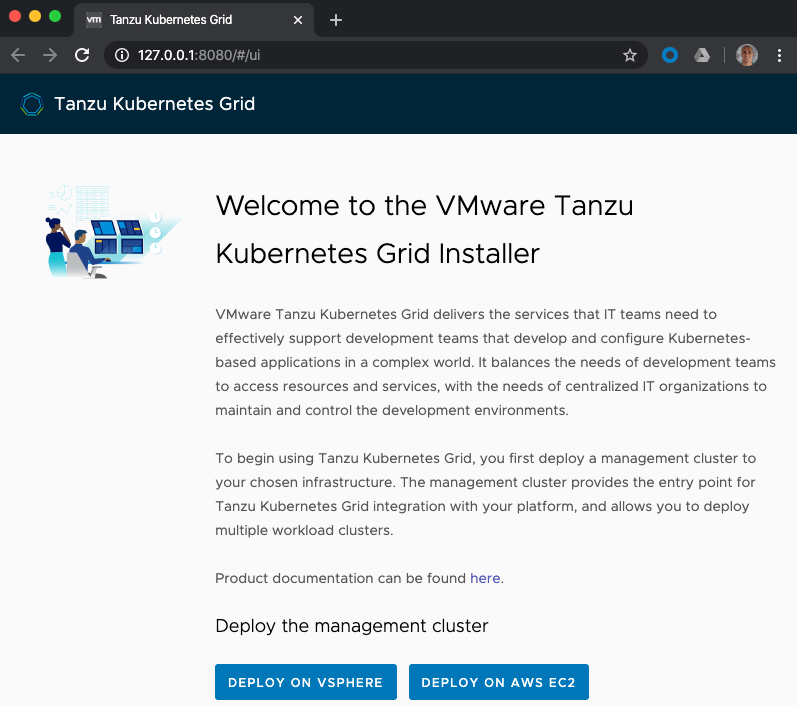 vm Tanzu Kubernetes Grid
127.0.0.1:8080/#/ui
Tanzu Kubernetes Grid
Welcome to the VMware Tanzu
Kubernetes Grid Installer
VMware Tanzu Kubernetes Grid delivers the services that IT teams need to
effectively support development teams that develop and configure Kubernetes-
based applications in a complex world. It balances the needs of development teams
to access resources and services, with the needs of centralized IT organizations to
maintain and control the development environments.
To begin using Tanzu Kubernetes Grid, you first deploy a management cluster to
your chosen infrastructure. The management cluster provides the entry point for
Tanzu Kubernetes Grid integration with your platform, and allows you to deploy
multiple workload clusters.
Product documentation can be found here.
Deploy the management cluster
DEPLOY ON VSPHERE DEPLOY ON AWS EC2